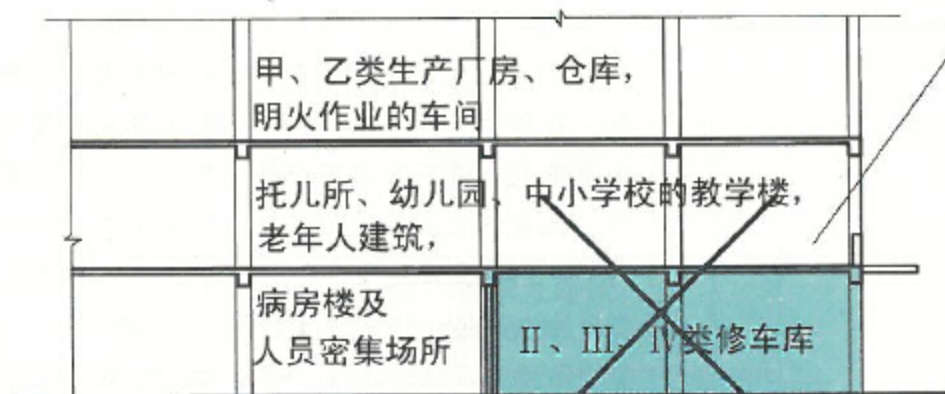 甲、乙类生产厂房、仓库，
明火作业的车间
托儿所、幼儿园、中小学校的教学楼，
老年人建筑，
病房楼及
人员密集场所
Ⅱ、Ⅲ、Ⅳ类修车库